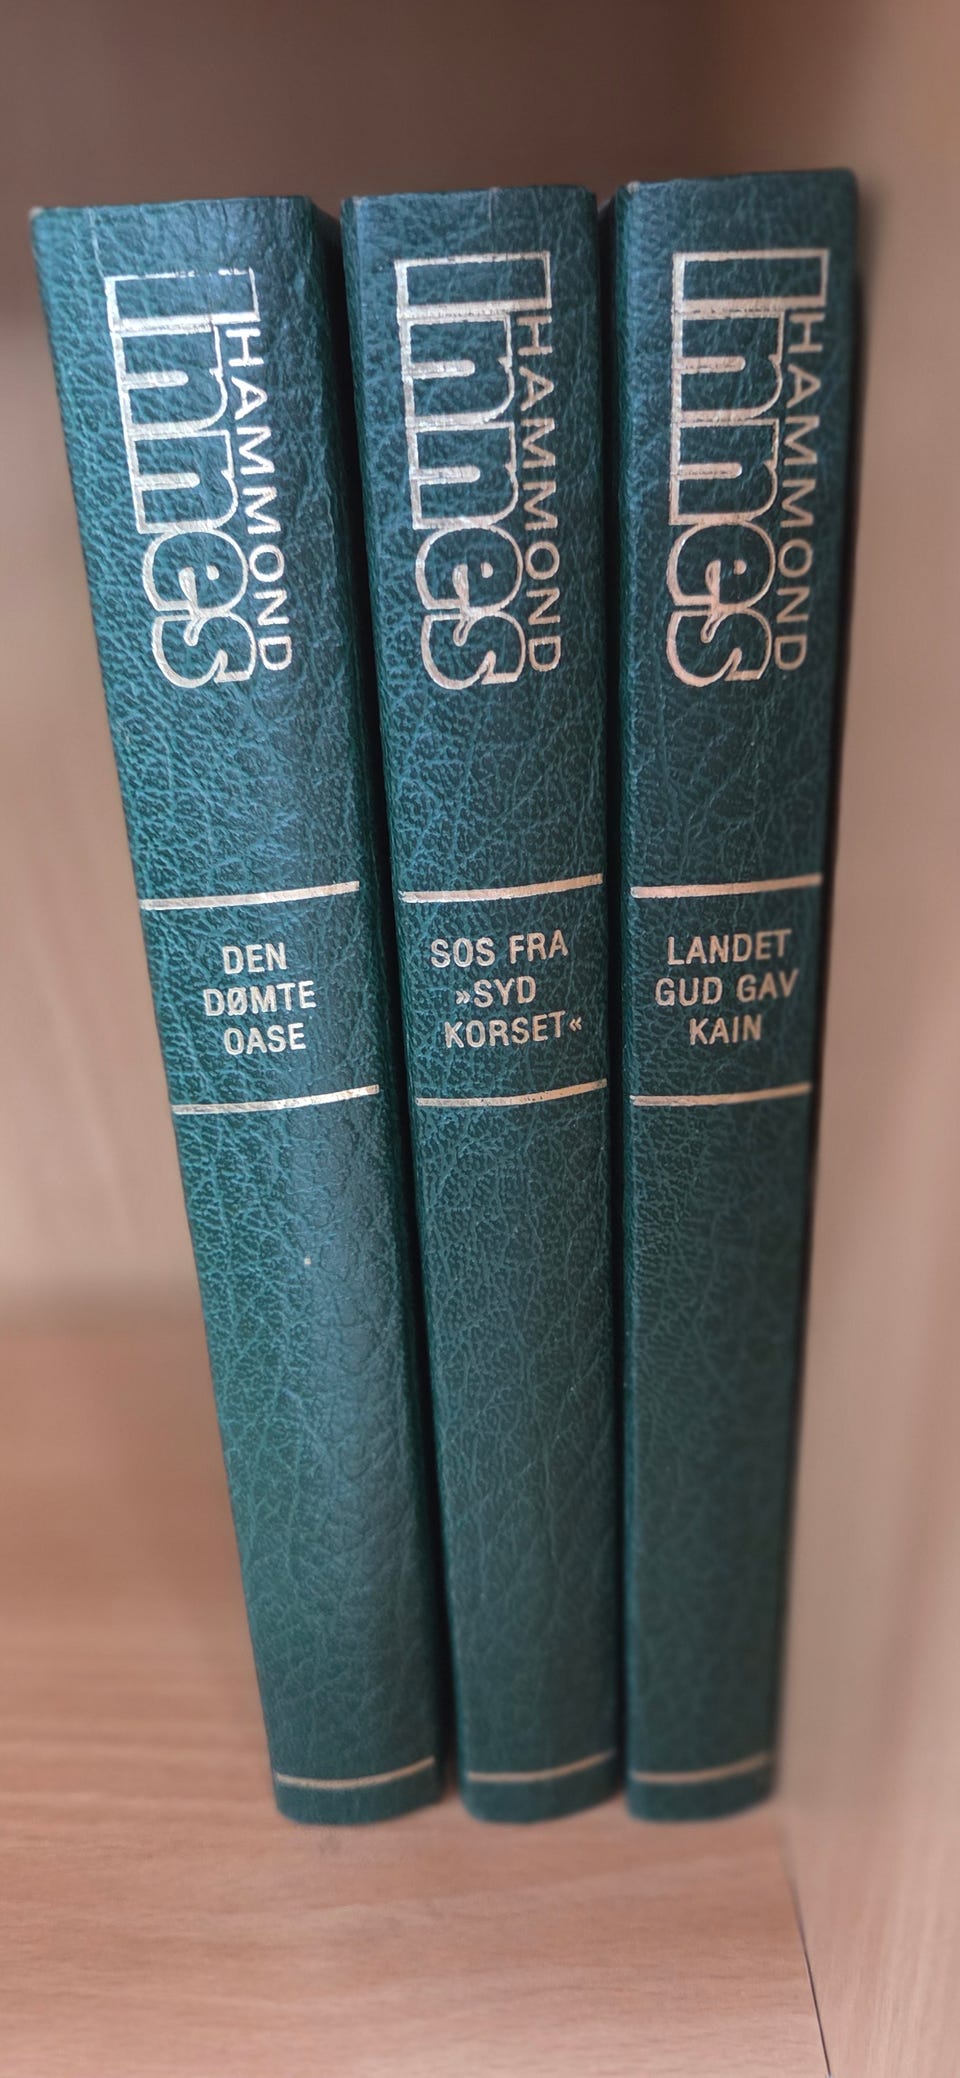 HAMMOND
Innes
DEN
DØMTE
OASE
HAMMOND
Innes
SOS FRA
»SYD
KORSET«
HAMMOND
Innes
LANDET
GUD GAV
KAIN